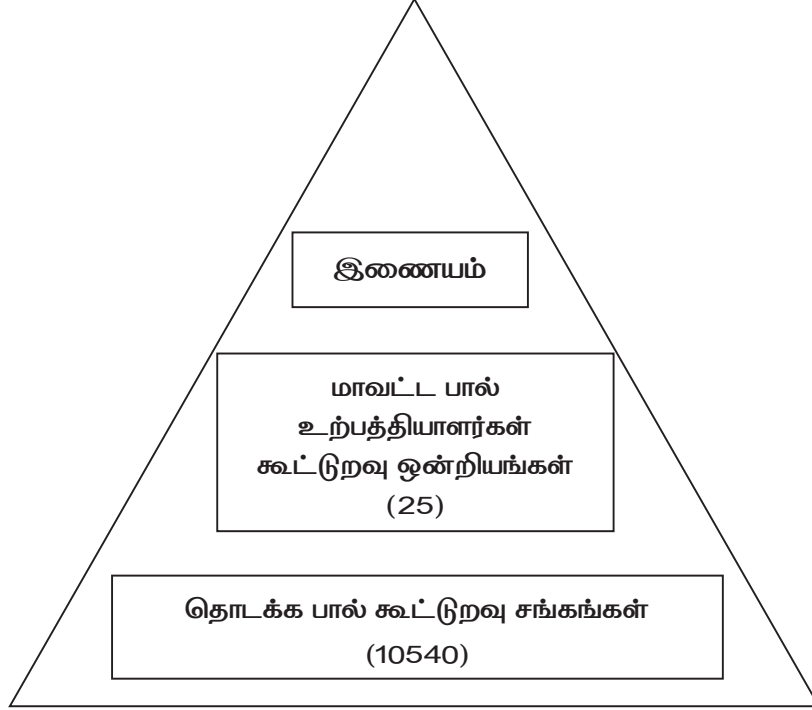 இணையம்
மாவட்ட பால்
உற்பத்தியாளர்கள்
கூட்டுறவு ஒன்றியங்கள்
(25)
தொடக்க பால் கூட்டுறவு சங்கங்கள்
(10540)